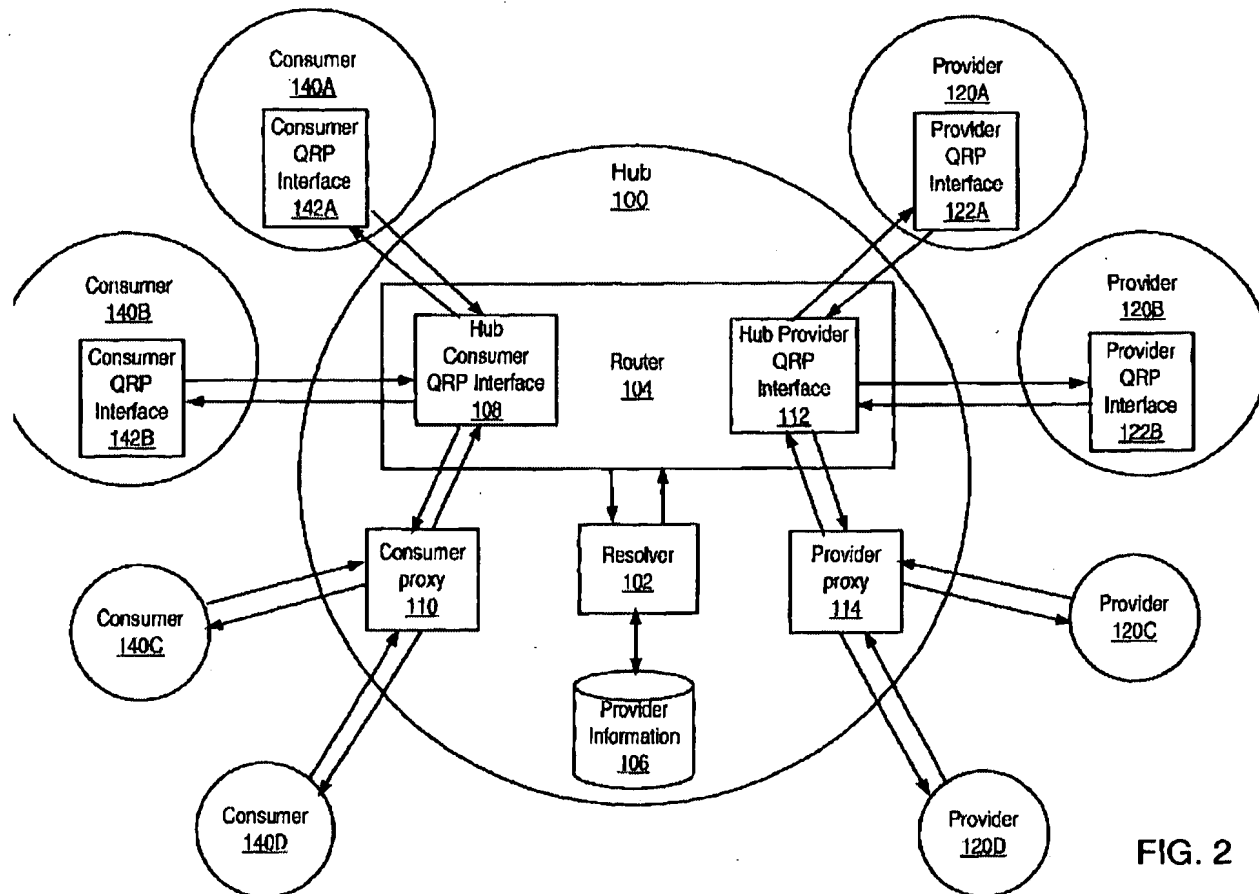 Consumer
140A
Consumer
QRP
Interface
142A
Provider
120A
Provider
QRP
Interface
122A
Hub
100
Consumer
140B
Consumer
QRP
Interface
142B
Hub
Consumer
QRP Interface
108
Router
104
Hub Provider
QRP
Interface
112
Provider
120B
Provider
QRP
Interface
122B
Consumer
proxy
110
Resolver
102
Provider
proxy
114
Consumer
140C
Provider
120C
Provider
Information
106
Consumer
140D
Provider
120D
FIG. 2